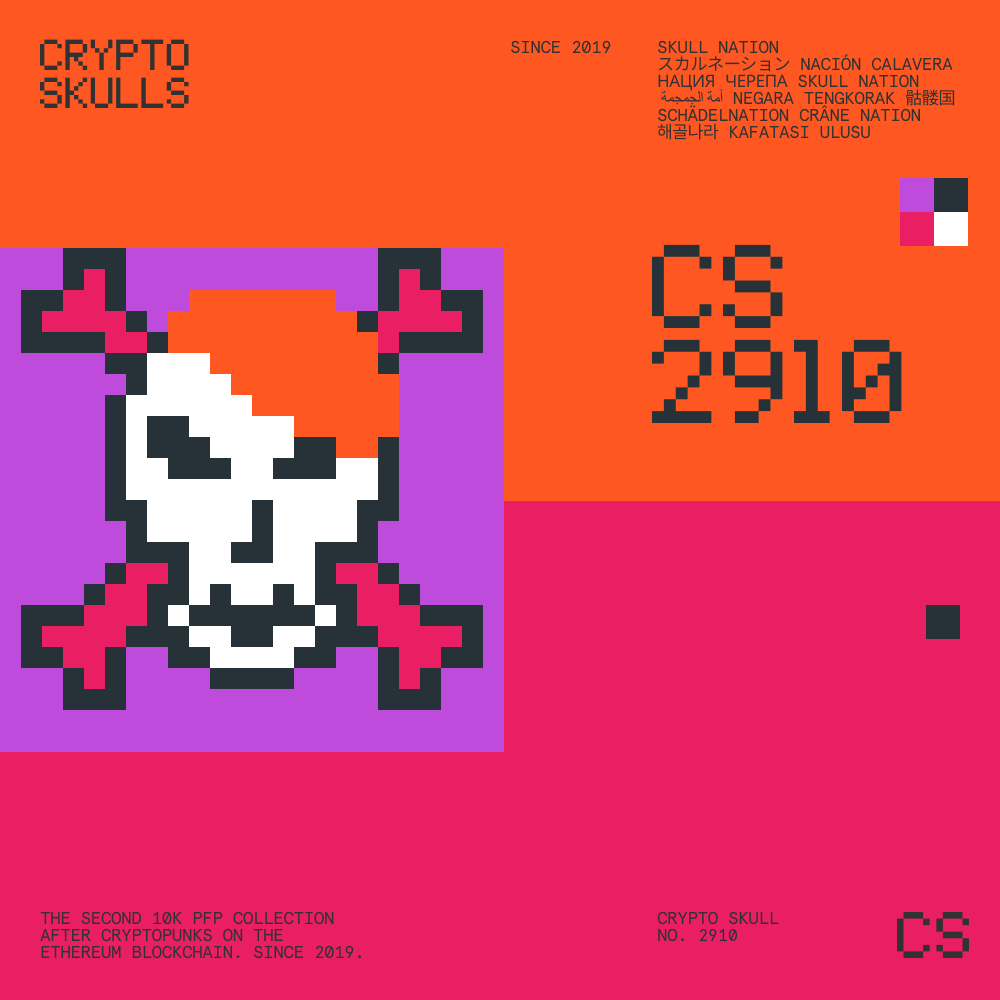 CRYPTO
SKULLS
SINCE 2019
SKULL NATION
スカルネーション NACIÓN CALAVERA
НАЦИЯ ЧЕРЕПА SKULL NATION
أمة الجمجمة NEGARA TENGKORAK 骷髅国
SCHÄDELNATION CRÂNE NATION
해골나라 KAFATASI ULUSU
CS
2910
THE SECOND 10K PFP COLLECTION
AFTER CRYPTOPUNKS ON THE
ETHEREUM BLOCKCHAIN. SINCE 2019.
CRYPTO SKULL
NO. 2910
CS